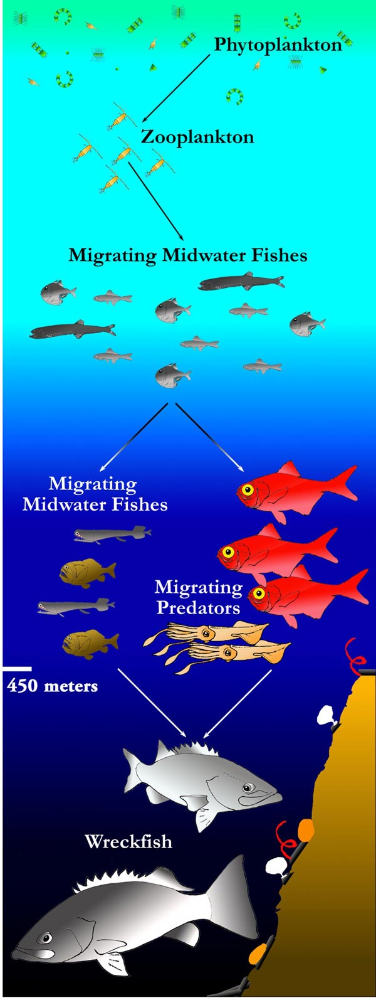 Phytoplankton
Zooplankton
Migrating Midwater Fishes
Migrating
Midwater Fishes
Migrating
Predators
450 meters
Wreckfish